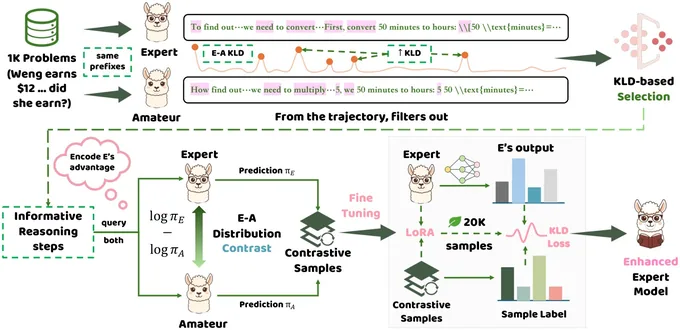 1K Problems
(Weng earns
$12 ... did
she earn?)
same
prefixes
Expert
To find out⋯we need to convert⋯First, convert 50 minutes to hours: \\[50 \\text{minutes}=⋯
E-A KLD
↑ KLD
How find out⋯we need to multiply⋯5, we 50 minutes to hours: 5 50 \\text{minutes}=⋯
Amateur
From the trajectory, filters out
KLD-based
Selection
Encode E's
advantage
Informative
Reasoning
steps
query
both
Expert
Prediction πE
log πE
−
log πA
E-A
Distribution
Contrast
Contrastive
Samples
Prediction πA
Amateur
Fine
Tuning
Expert
E's output
LoRA
20K
samples
KLD
Loss
Contrastive
Samples
Sample Label
Enhanced
Expert
Model